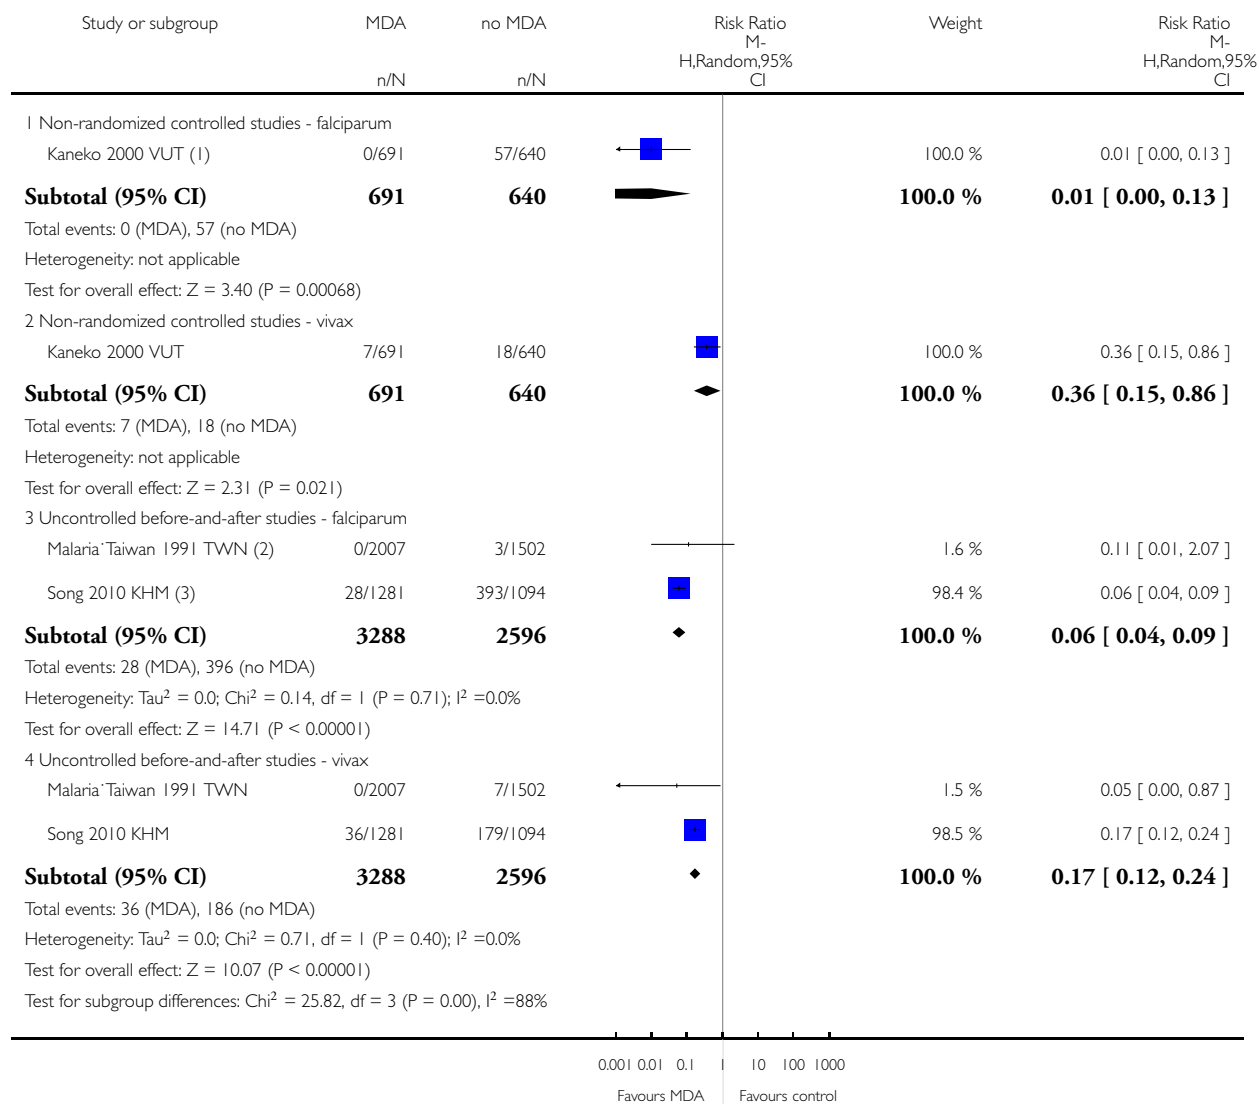 Study or subgroup MDA no MDA Risk Ratio Weight Risk Ratio
M-H,Random,95% CI M-H,Random,95% CI
n/N n/N
1 Non-randomized controlled studies - falciparum
Kaneko 2000 VUT (1) 0/691 57/640 100.0 % 0.01 [ 0.00, 0.13 ]
Subtotal (95% CI) 691 640 100.0 % 0.01 [ 0.00, 0.13 ]
Total events: 0 (MDA), 57 (no MDA)
Heterogeneity: not applicable
Test for overall effect: Z = 3.40 (P = 0.00068)
2 Non-randomized controlled studies - vivax
Kaneko 2000 VUT 7/691 18/640 100.0 % 0.36 [ 0.15, 0.86 ]
Subtotal (95% CI) 691 640 100.0 % 0.36 [ 0.15, 0.86 ]
Total events: 7 (MDA), 18 (no MDA)
Heterogeneity: not applicable
Test for overall effect: Z = 2.31 (P = 0.021)
3 Uncontrolled before-and-after studies - falciparum
Malaria˙Taiwan 1991 TWN (2) 0/2007 3/1502 1.6 % 0.11 [ 0.01, 2.07 ]
Song 2010 KHM (3) 28/1281 393/1094 98.4 % 0.06 [ 0.04, 0.09 ]
Subtotal (95% CI) 3288 2596 100.0 % 0.06 [ 0.04, 0.09 ]
Total events: 28 (MDA), 396 (no MDA)
Heterogeneity: Tau² = 0.0; Chi² = 0.14, df = 1 (P = 0.71); I² =0.0%
Test for overall effect: Z = 14.71 (P < 0.00001)
4 Uncontrolled before-and-after studies - vivax
Malaria˙Taiwan 1991 TWN 0/2007 7/1502 1.5 % 0.05 [ 0.00, 0.87 ]
Song 2010 KHM 36/1281 179/1094 98.5 % 0.17 [ 0.12, 0.24 ]
Subtotal (95% CI) 3288 2596 100.0 % 0.17 [ 0.12, 0.24 ]
Total events: 36 (MDA), 186 (no MDA)
Heterogeneity: Tau² = 0.0; Chi² = 0.71, df = 1 (P = 0.40); I² =0.0%
Test for overall effect: Z = 10.07 (P < 0.00001)
Test for subgroup differences: Chi² = 25.82, df = 3 (P = 0.00), I² =88%
0.001 0.01 0.1 1 10 100 1000
Favours MDA Favours control